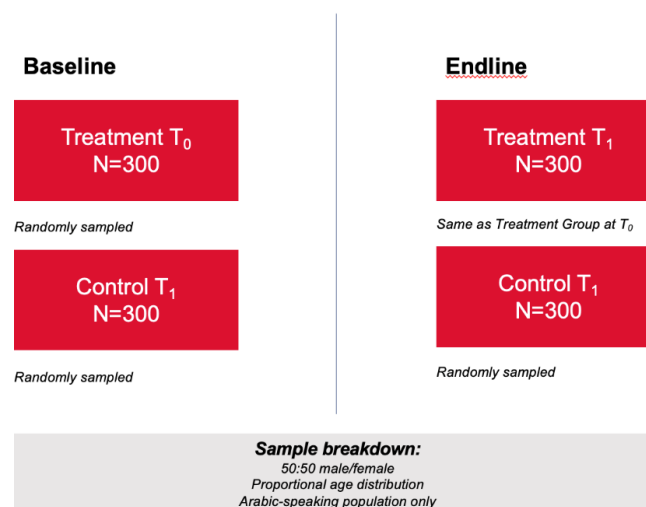 Baseline
Treatment T₀
N=300
Randomly sampled
Control T₁
N=300
Randomly sampled
Endline
Treatment T₁
N=300
Same as Treatment Group at T₀
Control T₁
N=300
Randomly sampled
Sample breakdown:
50:50 male/female
Proportional age distribution
Arabic-speaking population only